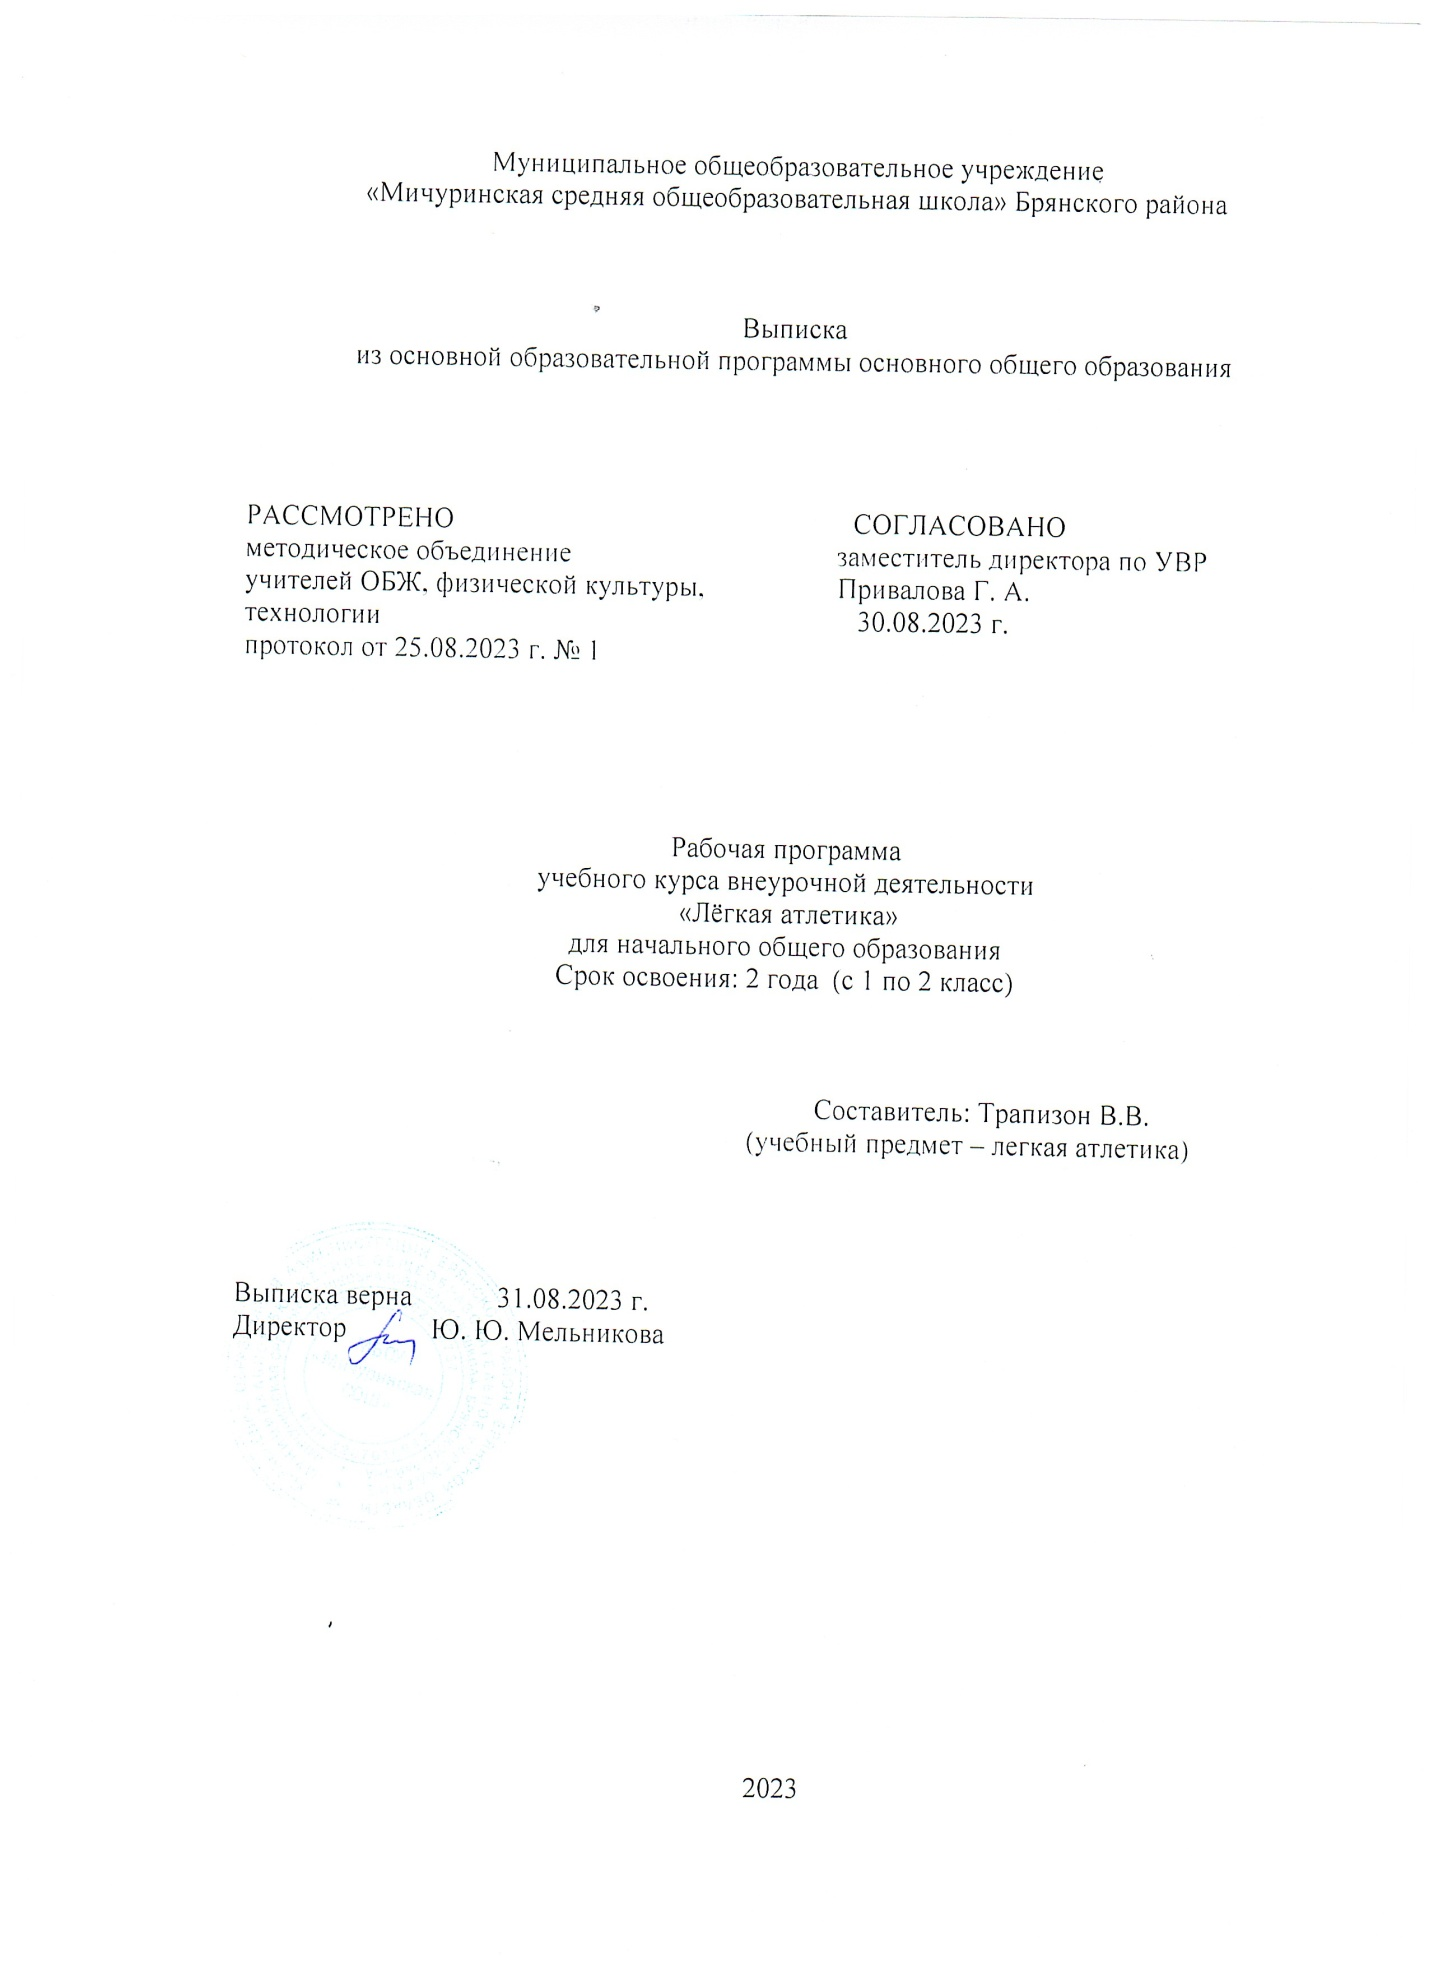 Муниципальное общеобразовательное учреждение
«Мичуринская средняя общеобразовательная школа» Брянского района
Выписка
из основной образовательной программы основного общего образования
РАССМОТРЕНО
методическое объединение
учителей ОБЖ, физической культуры,
технологии
протокол от 25.08.2023 г. № 1
СОГЛАСОВАНО
заместитель директора по УВР
Привалова Г. А.
30.08.2023 г.
Рабочая программа
учебного курса внеурочной деятельности
«Лёгкая атлетика»
для начального общего образования
Срок освоения: 2 года (с 1 по 2 класс)
Составитель: Трапизон В.В.
(учебный предмет – легкая атлетика)
Выписка верна 31.08.2023 г.
Директор Ю. Ю. Мельникова
2023